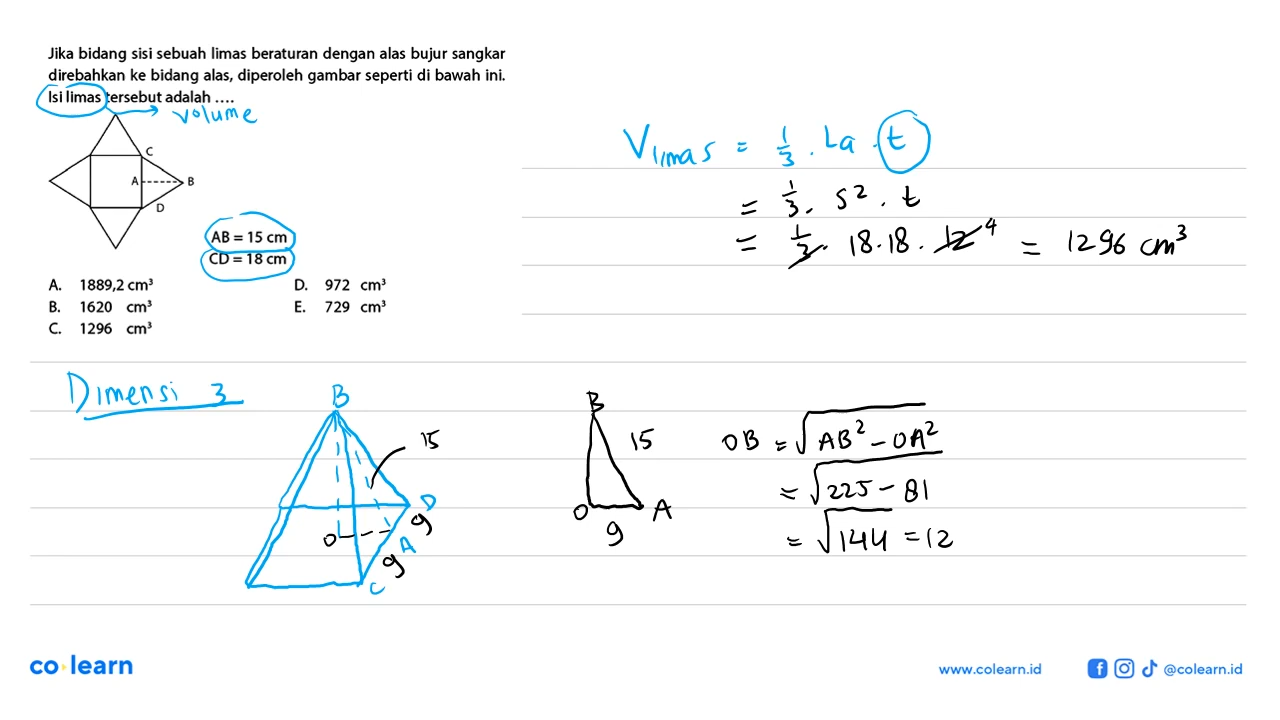 Jika bidang sisi sebuah limas beraturan dengan alas bujur sangkar
direbahkan ke bidang alas, diperoleh gambar seperti di bawah ini.
Isi limas tersebut adalah ....
volume
C
A
B
D
AB = 15 cm
CD = 18 cm
A. 1889,2 cm³
B. 1620 cm³
C. 1296 cm³
D. 972 cm³
E. 729 cm³
V limas = 1/3 . La . t
= 1/3 . s² . t
= 1/3 . 18 . 18 . 12 4 = 1296 cm³
Dimensi 3
B
15
D
9
O
A
9
C
B
15
O
A
9
OB = √AB² - OA²
= √225 - 81
= √144 = 12
co learn
www.colearn.id
@colearn.id